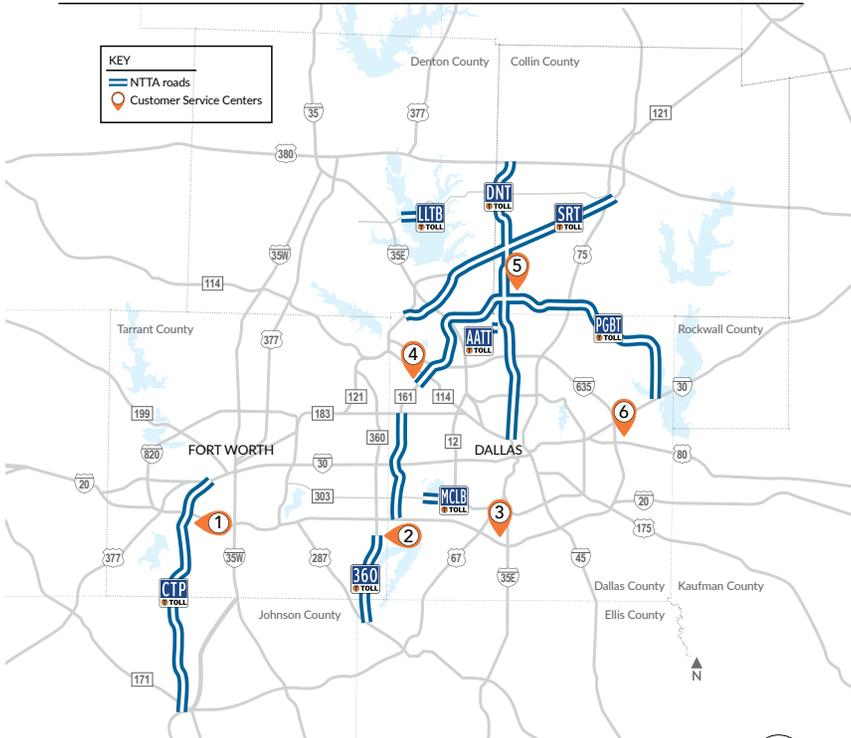 KEY
NTTA roads
Customer Service Centers
Denton County
Collin County
35
377
121
380
DNT
TOLL
LLTB
TOLL
SRT
TOLL
35W
35E
75
5
114
Tarrant County
377
AATT
TOLL
PGBT
TOLL
Rockwall County
4
121
161
114
635
30
199
183
360
12
6
820
FORT WORTH
DALLAS
30
80
20
303
MCLB
TOLL
3
20
1
2
175
377
35W
287
67
45
35E
CTP
TOLL
360
TOLL
Dallas County
Kaufman County
Johnson County
Ellis County
171
N